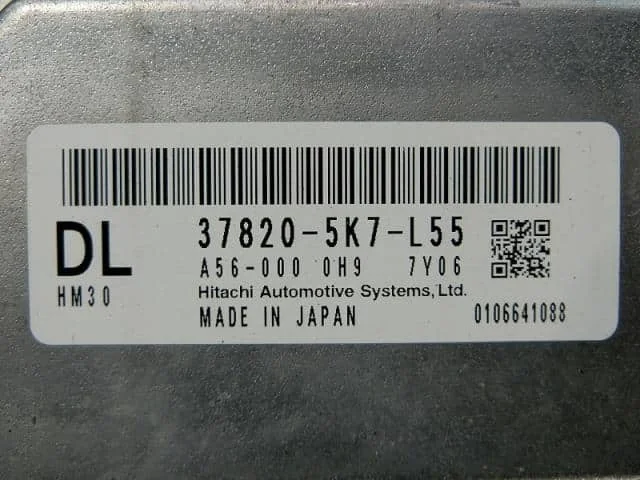 DL
HM30
37820-5K7-L55
A56-000 0H9 7Y06
Hitachi Automotive Systems,Ltd.
MADE IN JAPAN
0106641088